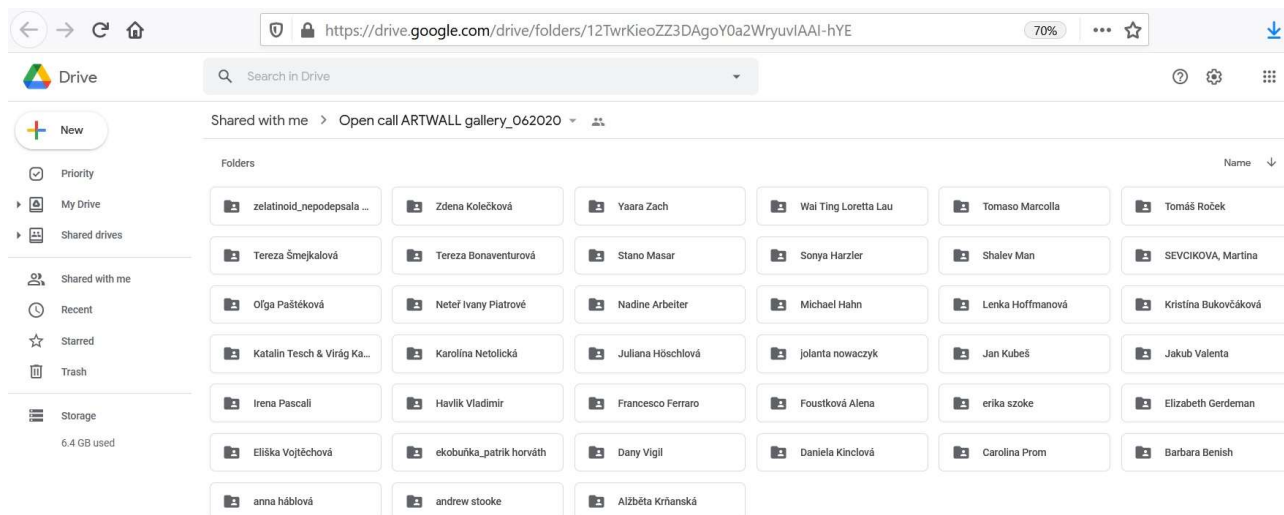 https://drive.google.com/drive/folders/12TwrKieoZZ3DAgoY0a2WryuvIAAI-hYE
70%
Drive
Search in Drive
New
Shared with me > Open call ARTWALL gallery_062020
Priority
My Drive
Shared drives
Shared with me
Recent
Starred
Trash
Storage
6.4 GB used
Folders
Name
zelatinoid_nepodepsala ...
Zdena Kolečková
Yaara Zach
Wai Ting Loretta Lau
Tomaso Marcolla
Tomáš Roček
Tereza Šmejkalová
Tereza Bonaventurová
Stano Masar
Sonya Harzler
Shalev Man
SEVCIKOVA, Martina
Oľga Paštéková
Neteř Ivany Piatrové
Nadine Arbeiter
Michael Hahn
Lenka Hoffmanová
Kristína Bukovčáková
Katalin Tesch & Virág Ka...
Karolína Netolická
Juliana Höschlová
jolanta nowaczyk
Jan Kubeš
Jakub Valenta
Irena Pascali
Havlik Vladimir
Francesco Ferraro
Foustková Alena
erika szoke
Elizabeth Gerdeman
Eliška Vojtěchová
ekobuňka_patrik horváth
Dany Vigil
Daniela Kinclová
Carolina Prom
Barbara Benish
anna háblová
andrew stooke
Alžběta Krňanská